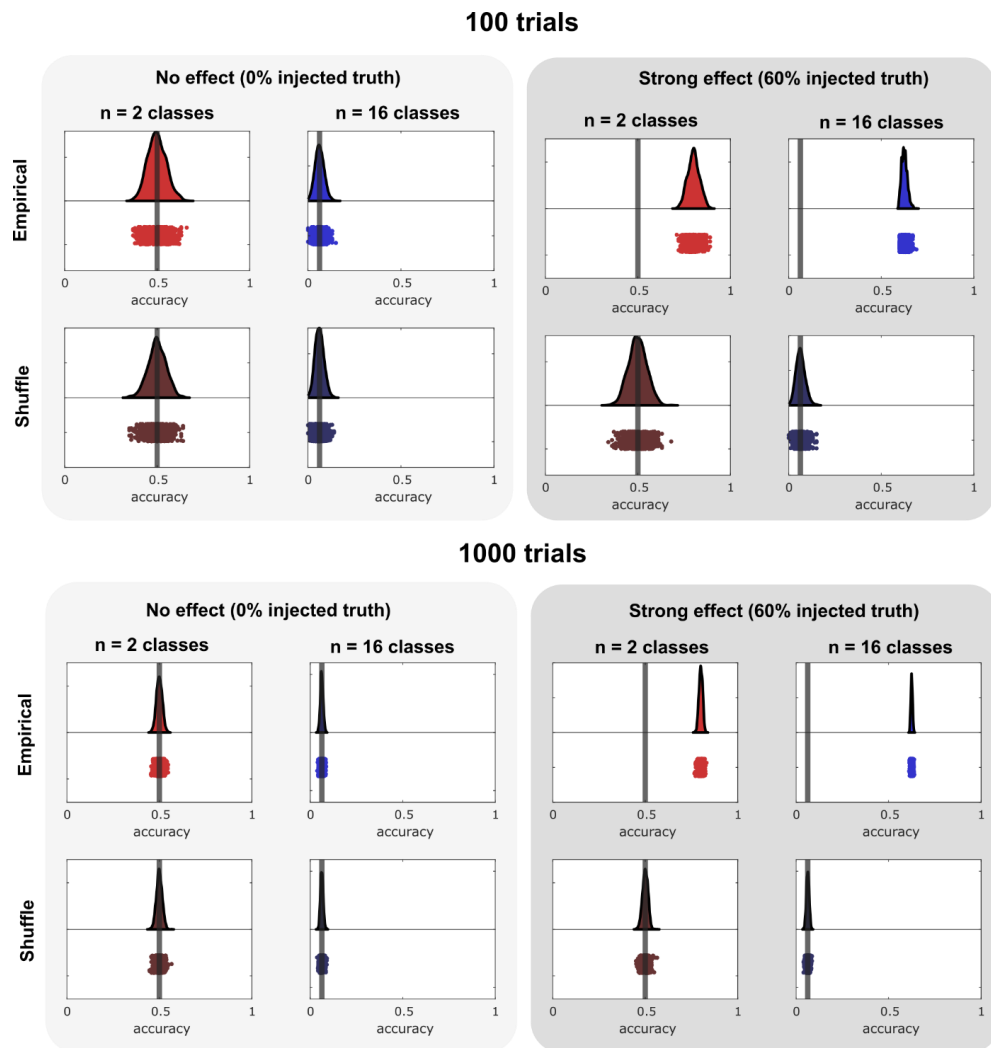 100 trials
No effect (0% injected truth)
Strong effect (60% injected truth)
n = 2 classes
n = 16 classes
n = 2 classes
n = 16 classes
Empirical
0 0.5 1
accuracy
0 0.5 1
accuracy
0 0.5 1
accuracy
0 0.5 1
accuracy
Shuffle
0 0.5 1
accuracy
0 0.5 1
accuracy
0 0.5 1
accuracy
0 0.5 1
accuracy
1000 trials
No effect (0% injected truth)
Strong effect (60% injected truth)
n = 2 classes
n = 16 classes
n = 2 classes
n = 16 classes
Empirical
0 0.5 1
accuracy
0 0.5 1
accuracy
0 0.5 1
accuracy
0 0.5 1
accuracy
Shuffle
0 0.5 1
accuracy
0 0.5 1
accuracy
0 0.5 1
accuracy
0 0.5 1
accuracy